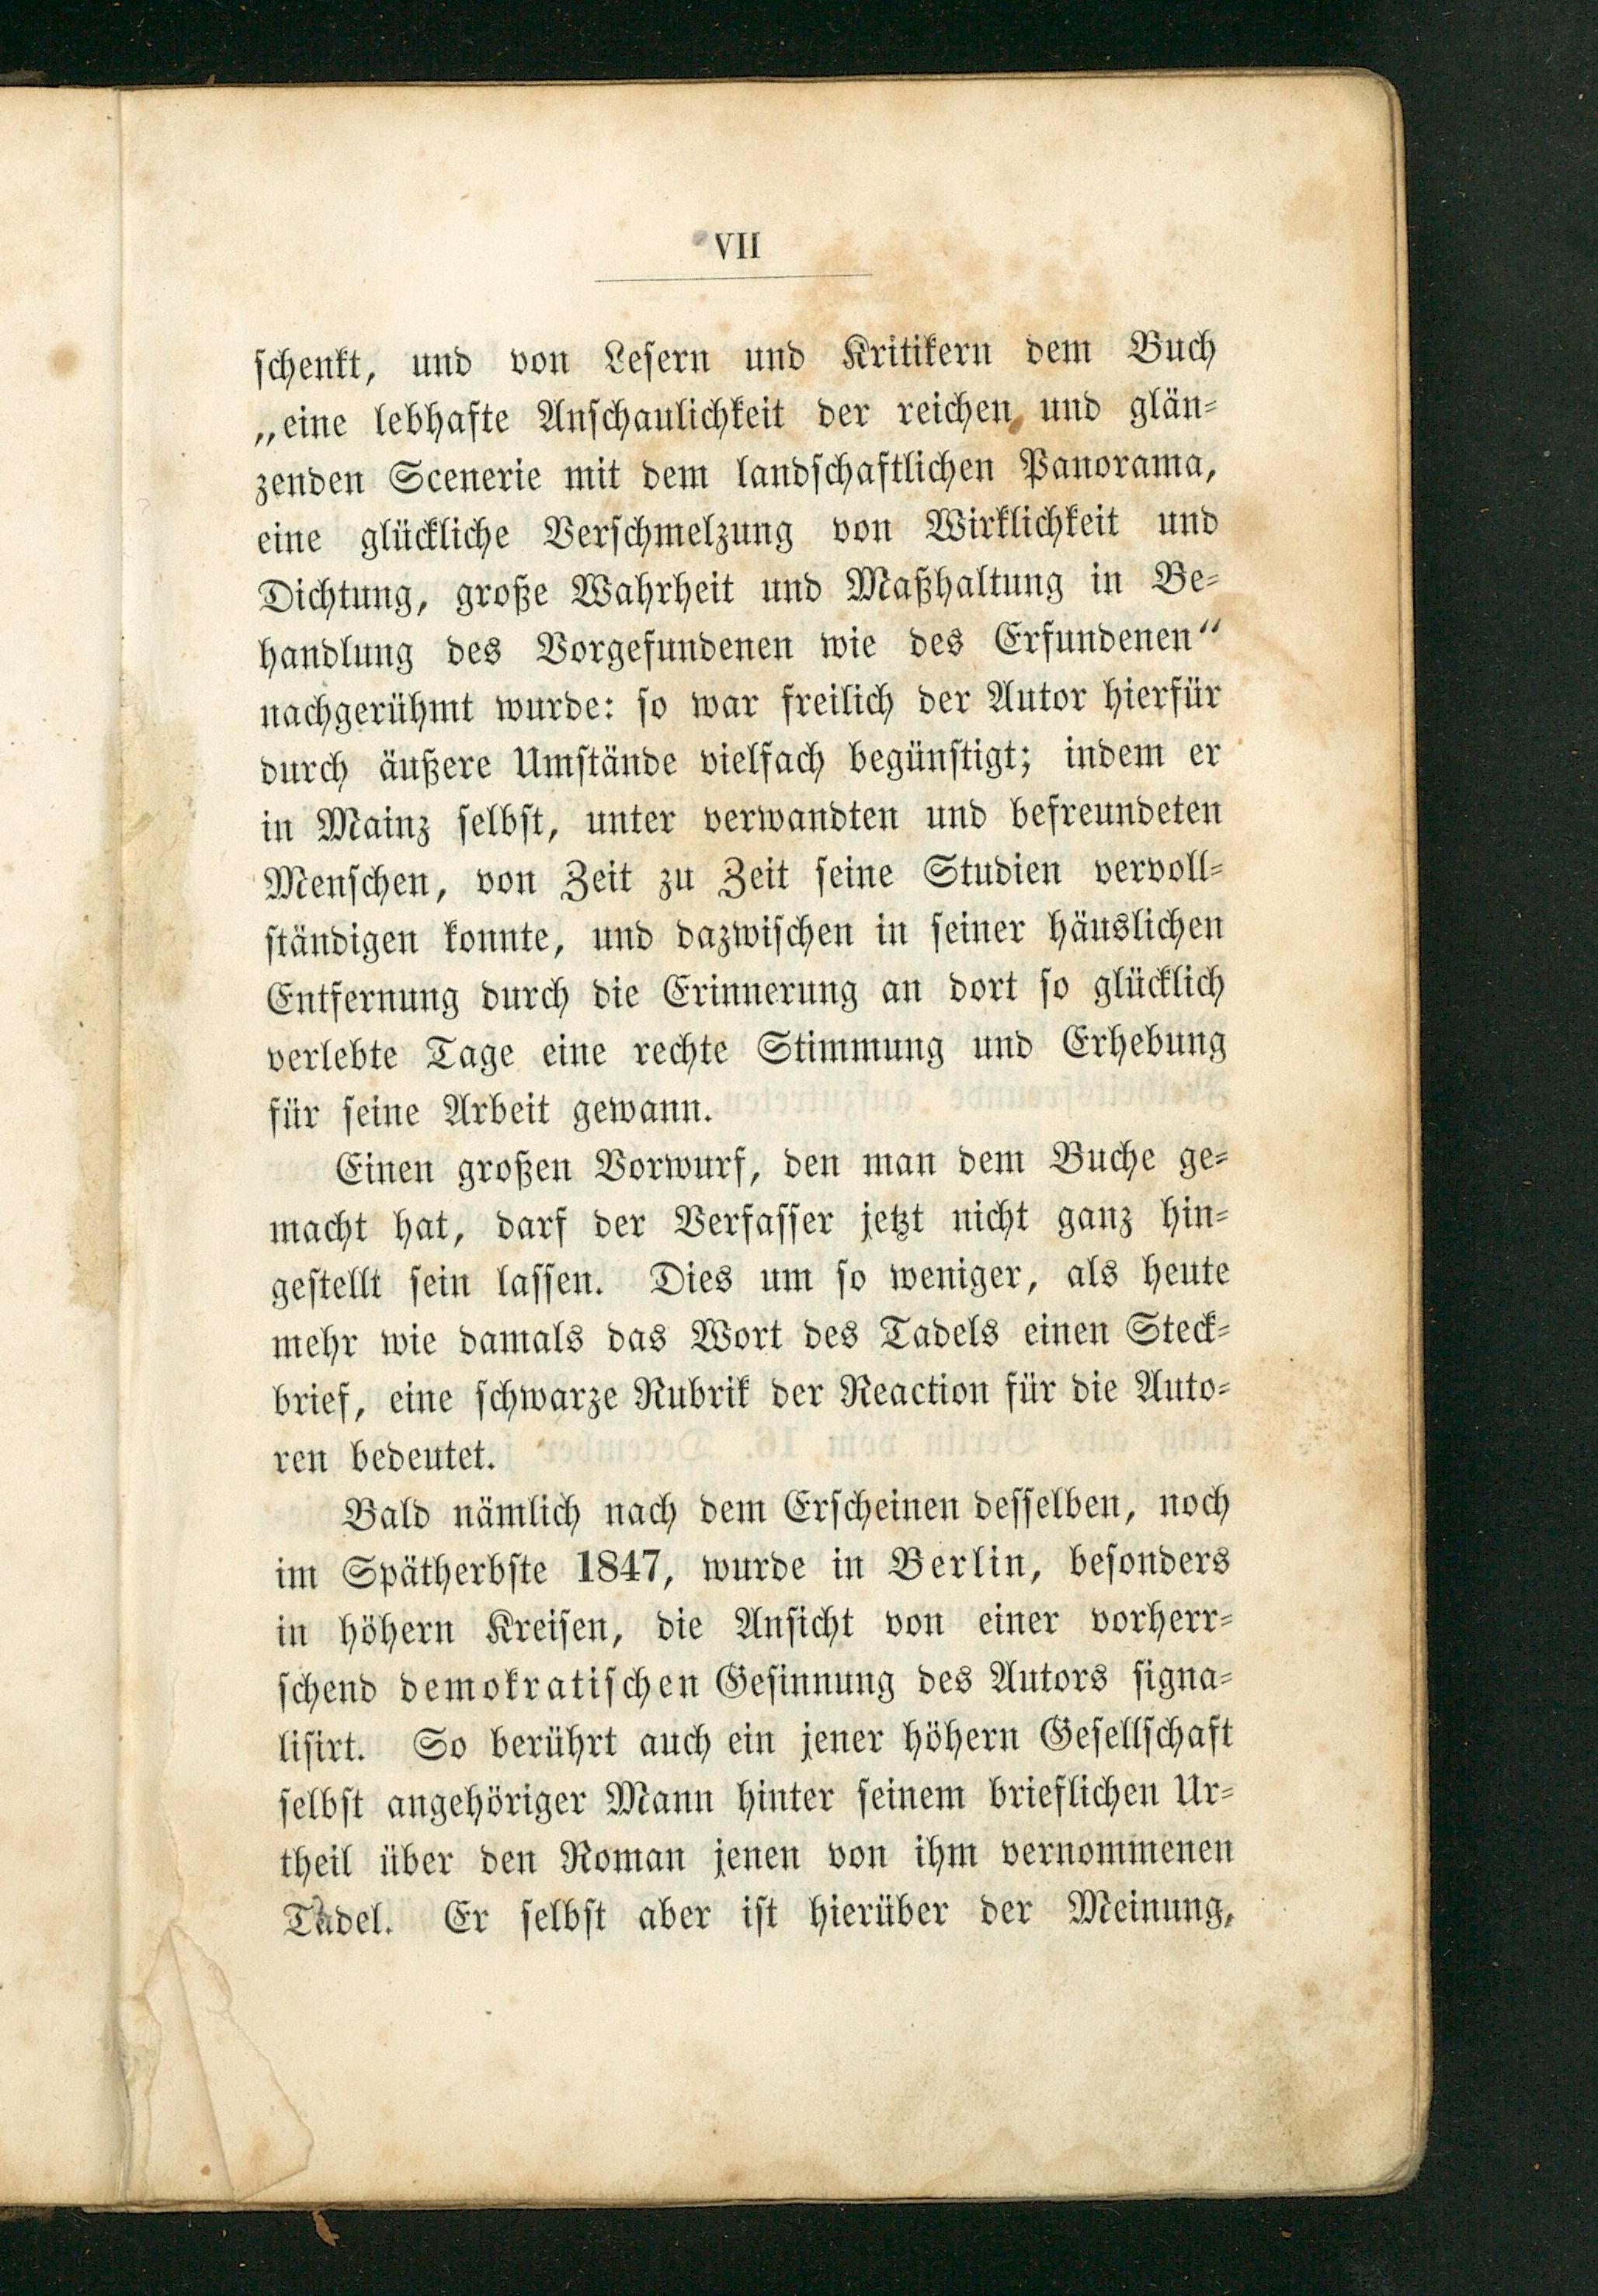 VII
schenkt, und von Lesern und Kritikern dem Buch
„eine lebhafte Anschaulichkeit der reichen und glän-
zenden Scenerie mit dem landschaftlichen Panorama,
eine glückliche Verschmelzung von Wirklichkeit und
Dichtung, große Wahrheit und Maßhaltung in Be-
handlung des Vorgefundenen wie des Erfundenen“
nachgerühmt wurde: so war freilich der Autor hierfür
durch äußere Umstände vielfach begünstigt; indem er
in Mainz selbst, unter verwandten und befreundeten
Menschen, von Zeit zu Zeit seine Studien vervoll-
ständigen konnte, und dazwischen in seiner häuslichen
Entfernung durch die Erinnerung an dort so glücklich
verlebte Tage eine rechte Stimmung und Erhebung
für seine Arbeit gewann.
Einen großen Vorwurf, den man dem Buche ge-
macht hat, darf der Verfasser jetzt nicht ganz hin-
gestellt sein lassen. Dies um so weniger, als heute
mehr wie damals das Wort des Tadels einen Steck-
brief, eine schwarze Rubrik der Reaction für die Auto-
ren bedeutet.
Bald nämlich nach dem Erscheinen desselben, noch
im Spätherbste 1847, wurde in Berlin, besonders
in höhern Kreisen, die Ansicht von einer vorherr-
schend demokratischen Gesinnung des Autors signa-
lisirt. So berührt auch ein jener höhern Gesellschaft
selbst angehöriger Mann hinter seinem brieflichen Ur-
theil über den Roman jenen von ihm vernommenen
Tadel. Er selbst aber ist hierüber der Meinung,